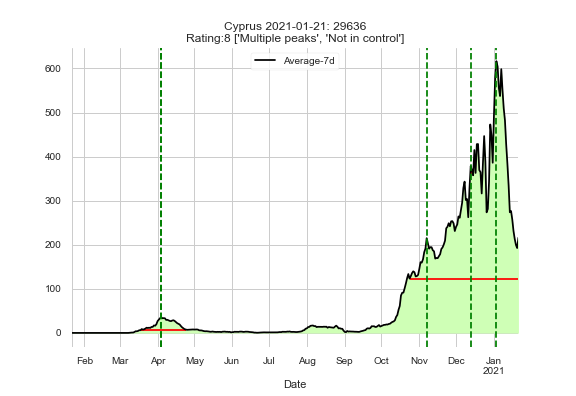 Cyprus 2021-01-21: 29636
Rating:8 ['Multiple peaks', 'Not in control']
Average-7d
600
500
400
300
200
100
0
Feb Mar Apr May Jun Jul Aug Sep Oct Nov Dec Jan
2021
Date